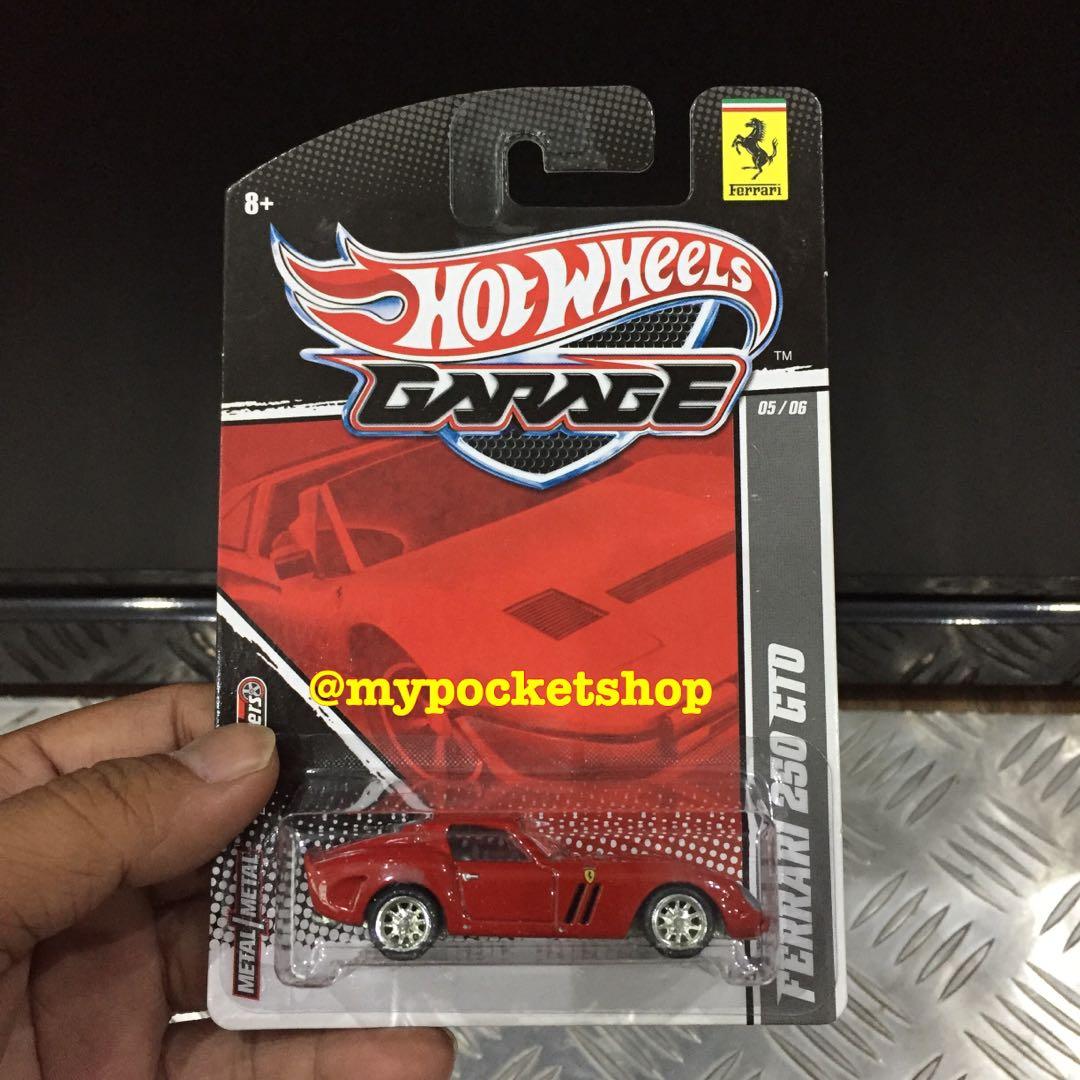 Ferrari
8+
HOT WHEELS
TM
GARAGE
05/06
@mypocketshop
FERRARI 250 GTO
METAL/METAL